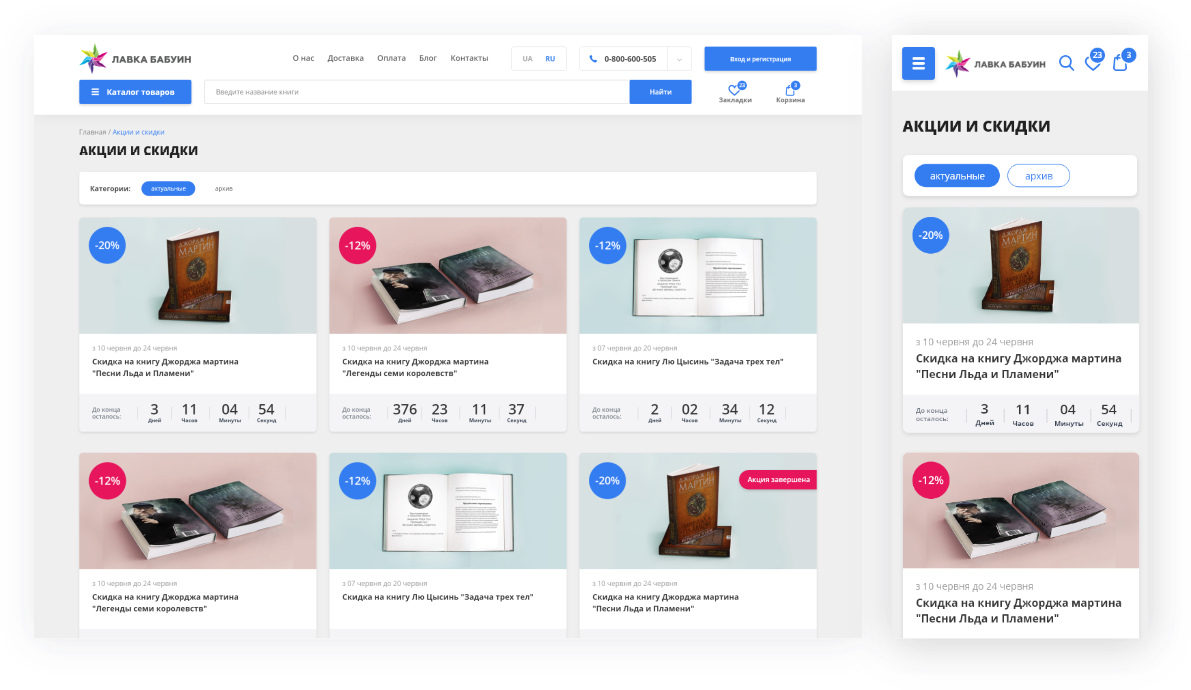 ЛАВКА БАБУИН
О нас Доставка Оплата Блог Контакты
UA RU
0-800-600-505
Вход и регистрация
Каталог товаров
Введите название книги
Найти
23
Закладки
3
Корзина
Главная / Акции и скидки
АКЦИИ И СКИДКИ
Категории: актуальные архив
-20%
ДЖОРДЖ Р.Р.
МАРТИН
з 10 червня до 24 червня
Скидка на книгу Джорджа мартина
"Песни Льда и Пламени"
До конца
осталось:
3 11 04 54
Дней Часов Минуты Секунд
-12%
з 10 червня до 24 червня
Скидка на книгу Джорджа мартина
"Легенды семи королевств"
До конца
осталось:
376 23 11 37
Дней Часов Минуты Секунд
-12%
з 07 червня до 20 червня
Скидка на книгу Лю Цысинь "Задача трех тел"
До конца
осталось:
2 02 34 12
Дней Часов Минуты Секунд
-12%
з 10 червня до 24 червня
Скидка на книгу Джорджа мартина
"Легенды семи королевств"
-12%
з 07 червня до 20 червня
Скидка на книгу Лю Цысинь "Задача трех тел"
-20%
Акция завершена
МАРТИН
з 10 червня до 24 червня
Скидка на книгу Джорджа мартина
"Песни Льда и Пламени"
ЛАВКА БАБУИН
23
3
АКЦИИ И СКИДКИ
актуальные архив
-20%
МАРТИН
з 10 червня до 24 червня
Скидка на книгу Джорджа мартина
"Песни Льда и Пламени"
До конца
осталось:
3 11 04 54
Дней Часов Минуты Секунд
-12%
з 10 червня до 24 червня
Скидка на книгу Джорджа мартина
"Песни Льда и Пламени"